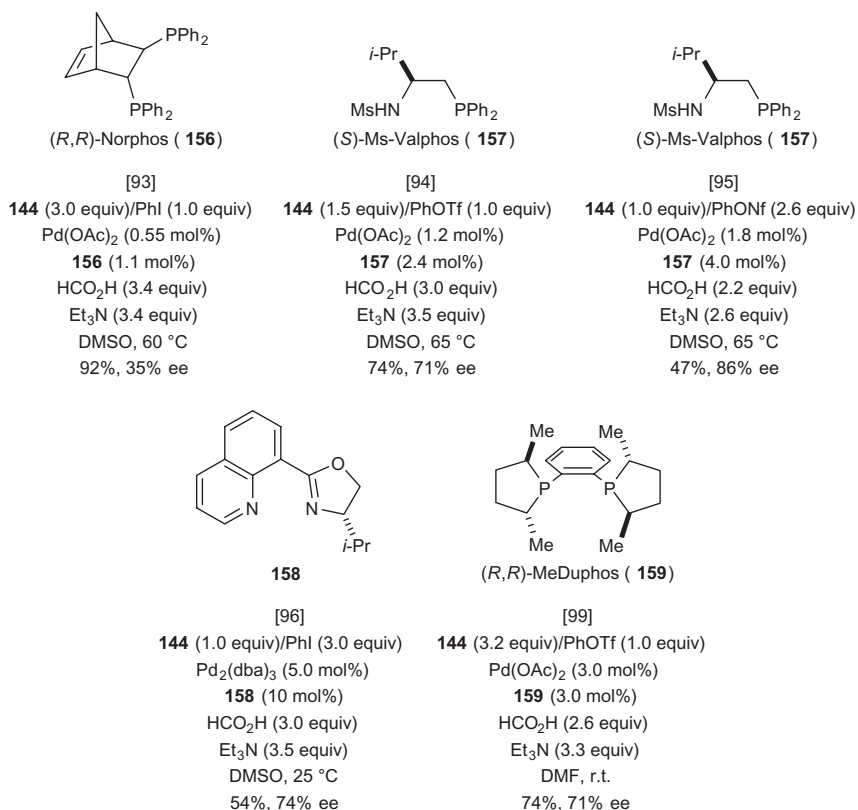 PPh₂
PPh₂
(R,R)-Norphos ( 156)
[93]
144 (3.0 equiv)/PhI (1.0 equiv)
Pd(OAc)₂ (0.55 mol%)
156 (1.1 mol%)
HCO₂H (3.4 equiv)
Et₃N (3.4 equiv)
DMSO, 60 °C
92%, 35% ee
i-Pr
MsHN PPh₂
(S)-Ms-Valphos ( 157)
[94]
144 (1.5 equiv)/PhOTf (1.0 equiv)
Pd(OAc)₂ (1.2 mol%)
157 (2.4 mol%)
HCO₂H (3.0 equiv)
Et₃N (3.5 equiv)
DMSO, 65 °C
74%, 71% ee
i-Pr
MsHN PPh₂
(S)-Ms-Valphos ( 157)
[95]
144 (1.0 equiv)/PhONf (2.6 equiv)
Pd(OAc)₂ (1.8 mol%)
157 (4.0 mol%)
HCO₂H (2.2 equiv)
Et₃N (2.6 equiv)
DMSO, 65 °C
47%, 86% ee
O
N N
i-Pr
158
[96]
144 (1.0 equiv)/PhI (3.0 equiv)
Pd₂(dba)₃ (5.0 mol%)
158 (10 mol%)
HCO₂H (3.0 equiv)
Et₃N (3.5 equiv)
DMSO, 25 °C
54%, 74% ee
Me Me
P P
Me Me
(R,R)-MeDuphos ( 159)
[99]
144 (3.2 equiv)/PhOTf (1.0 equiv)
Pd(OAc)₂ (3.0 mol%)
159 (3.0 mol%)
HCO₂H (2.6 equiv)
Et₃N (3.3 equiv)
DMF, r.t.
74%, 71% ee